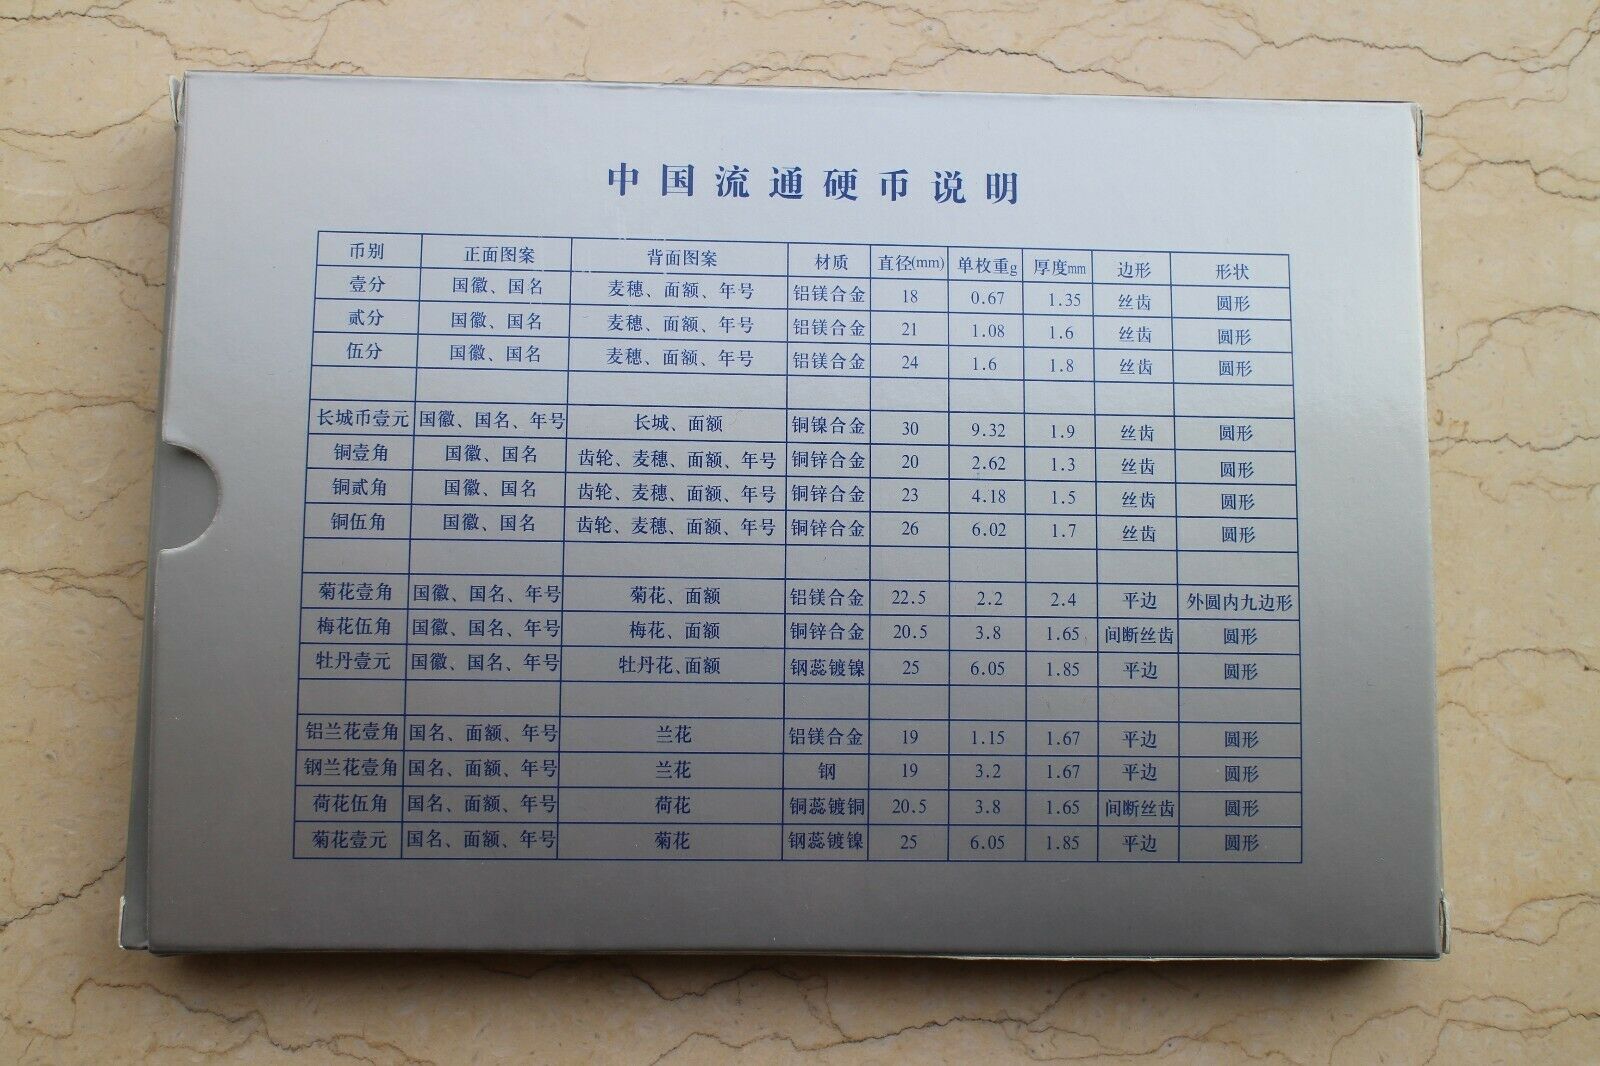 中国流通硬币说明
币别 正面图案 背面图案 材质 直径(mm) 单枚重g 厚度mm 边形 形状
壹分 国徽、国名 麦穗、面额、年号 铝镁合金 18 0.67 1.35 丝齿 圆形
贰分 国徽、国名 麦穗、面额、年号 铝镁合金 21 1.08 1.6 丝齿 圆形
伍分 国徽、国名 麦穗、面额、年号 铝镁合金 24 1.6 1.8 丝齿 圆形
长城币壹元 国徽、国名、年号 长城、面额 铜镍合金 30 9.32 1.9 丝齿 圆形
铜壹角 国徽、国名 齿轮、麦穗、面额、年号 铜锌合金 20 2.62 1.3 丝齿 圆形
铜贰角 国徽、国名 齿轮、麦穗、面额、年号 铜锌合金 23 4.18 1.5 丝齿 圆形
铜伍角 国徽、国名 齿轮、麦穗、面额、年号 铜锌合金 26 6.02 1.7 丝齿 圆形
菊花壹角 国徽、国名、年号 菊花、面额 铝镁合金 22.5 2.2 2.4 平边 外圆内九边形
梅花伍角 国徽、国名、年号 梅花、面额 铜锌合金 20.5 3.8 1.65 间断丝齿 圆形
牡丹壹元 国徽、国名、年号 牡丹花、面额 钢蕊镀镍 25 6.05 1.85 平边 圆形
铝兰花壹角 国名、面额、年号 兰花 铝镁合金 19 1.15 1.67 平边 圆形
钢兰花壹角 国名、面额、年号 兰花 钢 19 3.2 1.67 平边 圆形
荷花伍角 国名、面额、年号 荷花 铜蕊镀铜 20.5 3.8 1.65 间断丝齿 圆形
菊花壹元 国名、面额、年号 菊花 钢蕊镀镍 25 6.05 1.85 平边 圆形